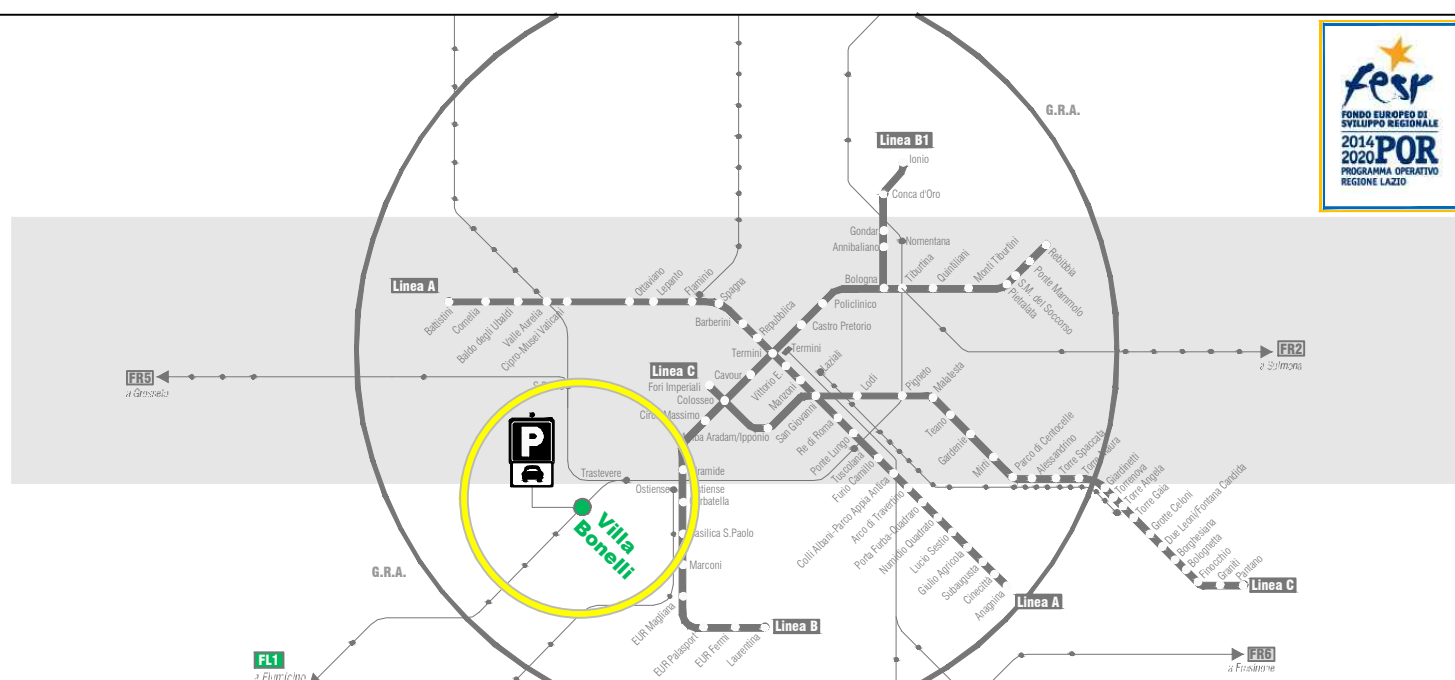 fesr
FONDO EUROPEO DI
SVILUPPO REGIONALE
2014
2020 POR
PROGRAMMA OPERATIVO
REGIONE LAZIO
G.R.A.
Linea B1
Ionio
Conca d'Oro
Gondar
Nomentana
Annibaliano
Bologna
Tiburtina
Quintiliani
Monti Tiburtini
Rebibbia
Ponte Mammolo
S.M. del Soccorso
Pietralata
Linea A
Battistini
Cornelia
Baldo degli Ubaldi
Valle Aurelia
Cipro-Musei Vaticani
Ottaviano
Lepanto
Flaminio
Spagna
Barberini
Repubblica
Policlinico
Castro Pretorio
Termini
Termini
Laziali
FR2
a Sulmona
FR5
Linea C
Fori Imperiali
Colosseo
Cavour
Vittorio E.
Manzoni
San Giovanni
Lodi
Pigneto
Malatesta
Teano
Gardenie
Mirti
Parco di Centocelle
Alessandrino
Torre Spaccata
Giardinetti
Torrenova
Torre Angela
Torre Gaia
Grotte Celoni
Due Leoni/Fontana Candida
Borghesiana
Bolognetta
Finocchio
Graniti
Pantano
Linea C
Massimo
Aradam/Ipponio
Re di Roma
Ponte Lungo
Tuscolana
Furio Camillo
Colli Albani-Parco Appia Antica
Arco di Travertino
Porta Furba-Quadraro
Numidio Quadrato
Lucio Sestio
Giulio Agricola
Subaugusta
Cinecittà
Anagnina
Linea A
P
Trastevere
Ostiense
Villa
Bonelli
S.Paolo
Marconi
EUR Magliana
EUR Palasport
EUR Fermi
Laurentina
Linea B
G.R.A.
FL1
a Fiumicino
FR6
a Frosinone